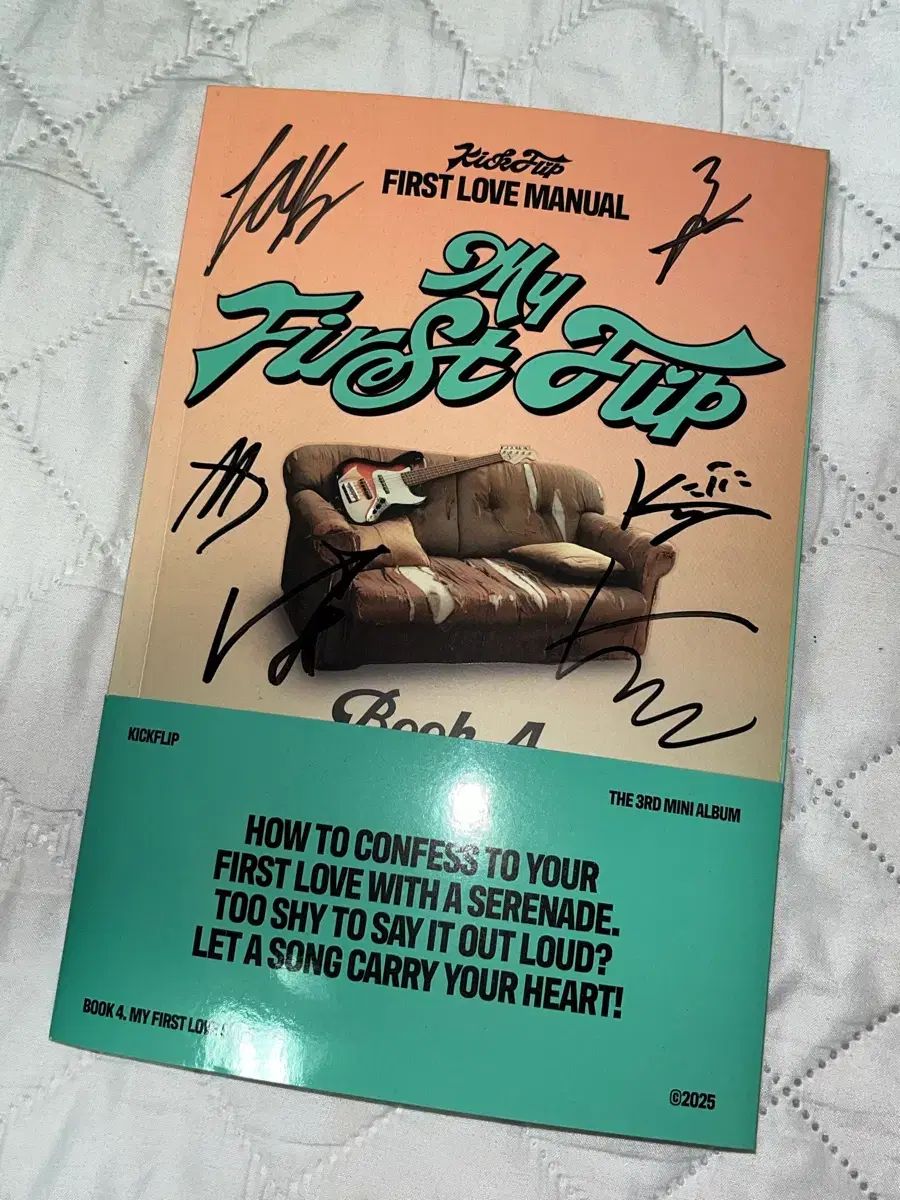 KickFlip
FIRST LOVE MANUAL
My
First Flip
Book 4
KICKFLIP
THE 3RD MINI ALBUM
HOW TO CONFESS TO YOUR
FIRST LOVE WITH A SERENADE.
TOO SHY TO SAY IT OUT LOUD?
LET A SONG CARRY YOUR HEART!
BOOK 4. MY FIRST LOVE
©2025